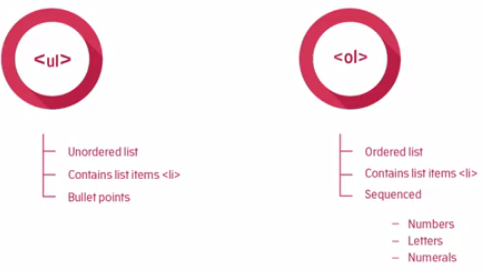 <ul>
Unordered list
Contains list items <li>
Bullet points
<ol>
Ordered list
Contains list items <li>
Sequenced
– Numbers
– Letters
– Numerals